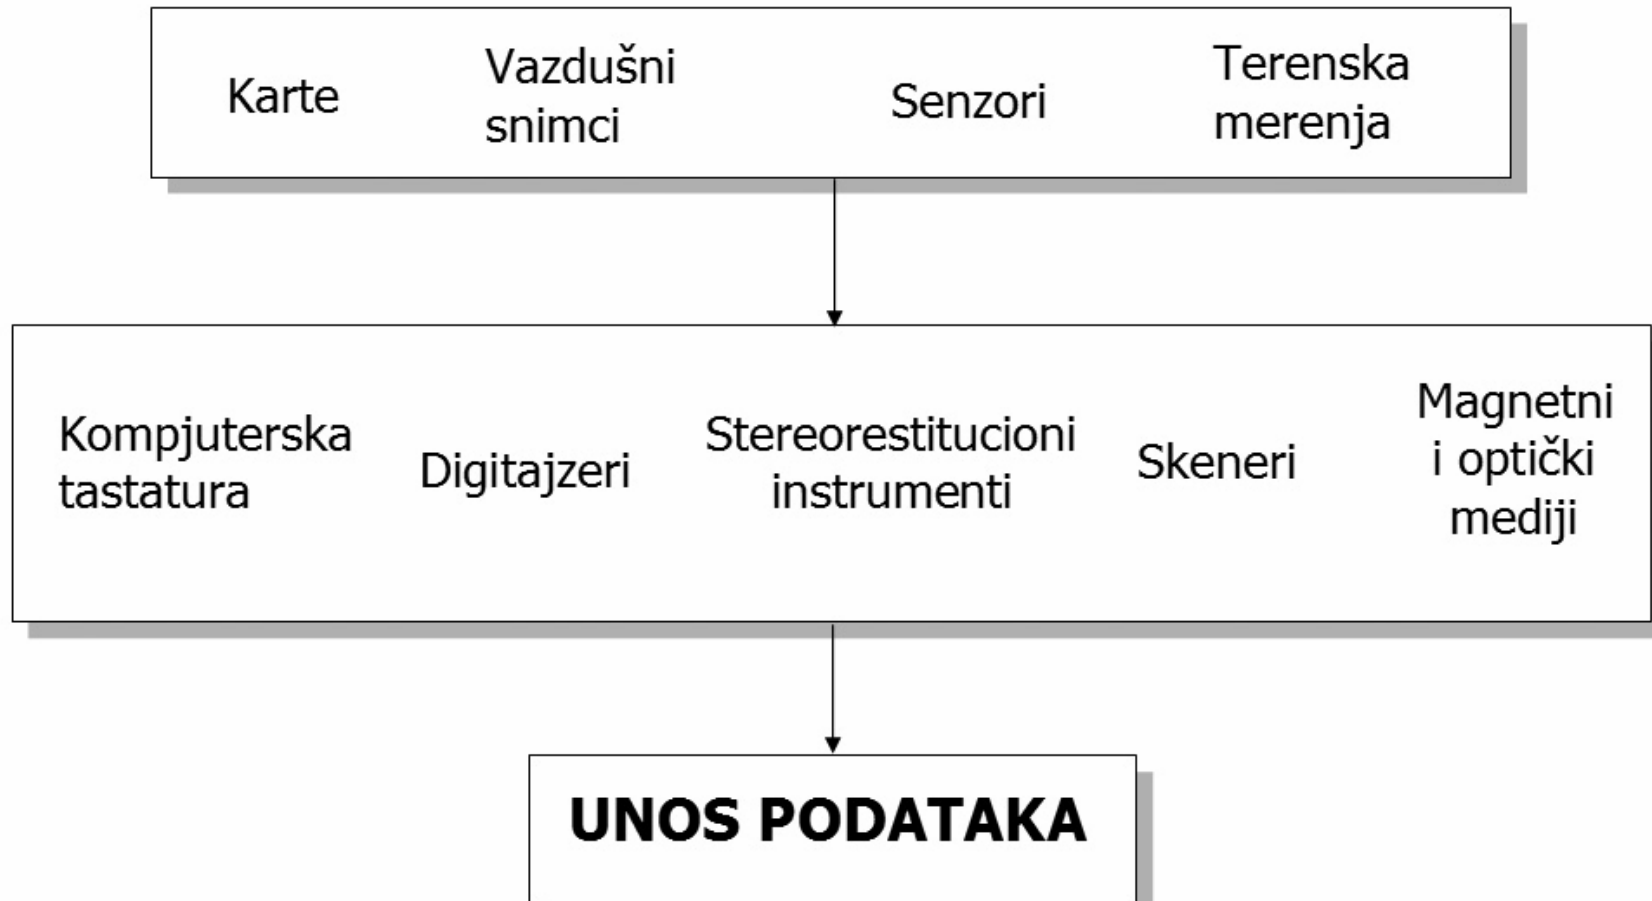 Karte
Vazdušni
snimci
Senzori
Terenska
merenja
Kompjuterska
tastatura
Digitajzeri
Stereorestitucioni
instrumenti
Skeneri
Magnetni
i optički
mediji
UNOS PODATAKA